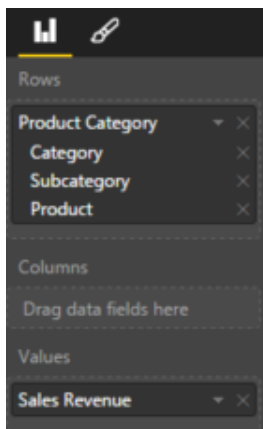 Rows
Product Category
Category
Subcategory
Product
Columns
Drag data fields here
Values
Sales Revenue